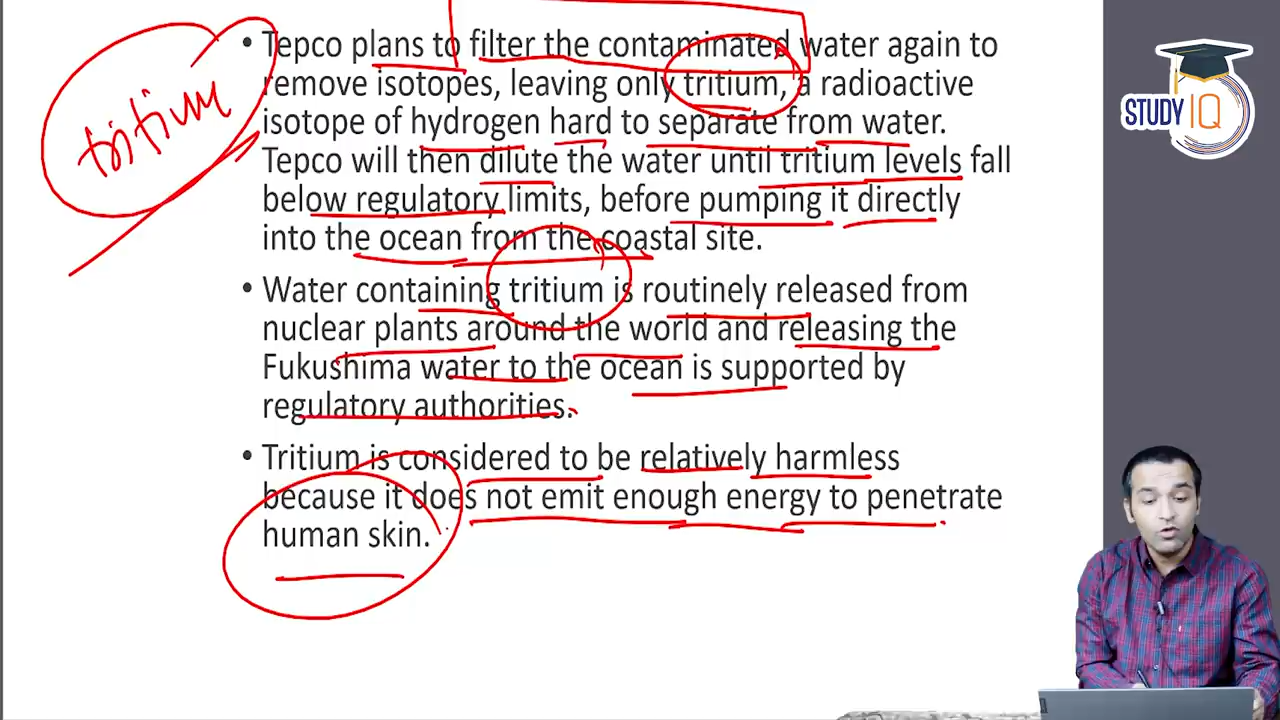 • Tepco plans to filter the contaminated water again to
remove isotopes, leaving only tritium, a radioactive
isotope of hydrogen hard to separate from water.
Tepco will then dilute the water until tritium levels fall
below regulatory limits, before pumping it directly
into the ocean from the coastal site.
• Water containing tritium is routinely released from
nuclear plants around the world and releasing the
Fukushima water to the ocean is supported by
regulatory authorities.
• Tritium is considered to be relatively harmless
because it does not emit enough energy to penetrate
human skin.
tritium
STUDY IQ